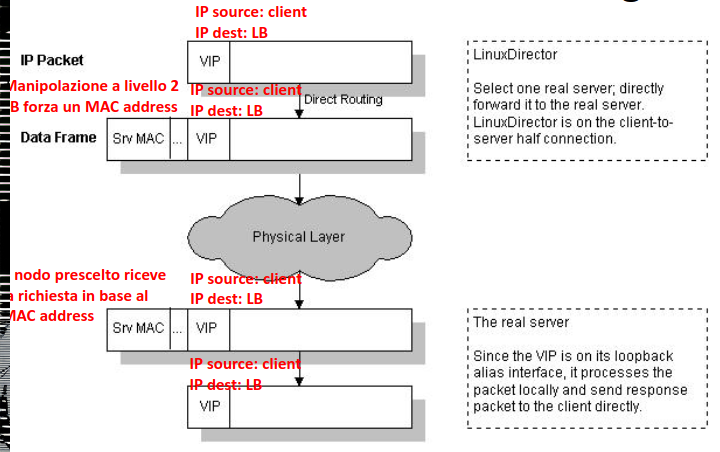 IP source: client
IP dest: LB
IP Packet
VIP
Manipolazione a livello 2
B forza un MAC address
IP source: client
IP dest: LB
Direct Routing
Data Frame
Srv MAC
...
VIP
Physical Layer
nodo prescelto riceve
richiesta in base al
MAC address
IP source: client
IP dest: LB
Srv MAC
...
VIP
IP source: client
IP dest: LB
VIP
LinuxDirector
Select one real server; directly
forward it to the real server.
LinuxDirector is on the client-to-
server half connection.
The real server
Since the VIP is on its loopback
alias interface, it processes the
packet locally and send response
packet to the client directly.